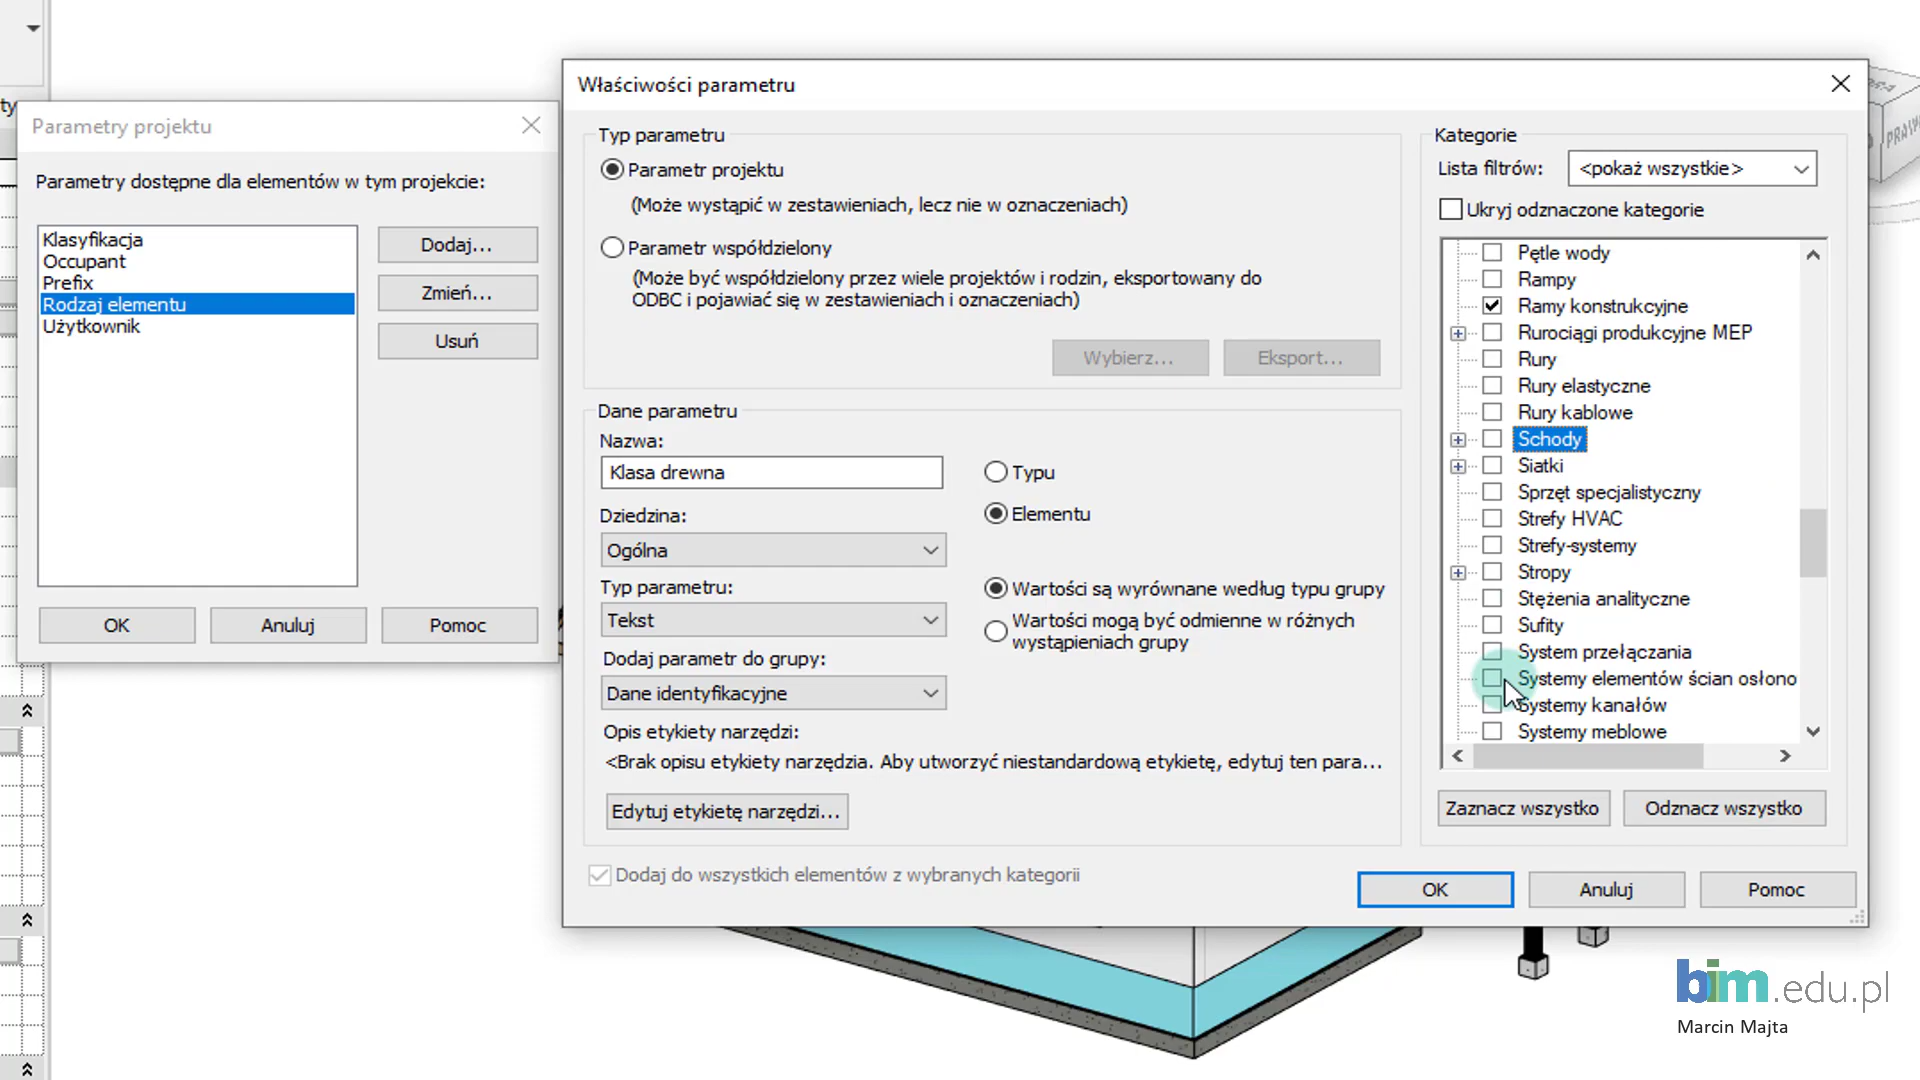 ty
Parametry projektu
Parametry dostępne dla elementów w tym projekcie:
Klasyfikacja
Occupant
Prefix
Rodzaj elementu
Użytkownik
Dodaj...
Zmień...
Usuń
OK
Anuluj
Pomoc
Właściwości parametru
Typ parametru
Parametr projektu
(Może wystąpić w zestawieniach, lecz nie w oznaczeniach)
Parametr współdzielony
(Może być współdzielony przez wiele projektów i rodzin, eksportowany do
ODBC i pojawiać się w zestawieniach i oznaczeniach)
Wybierz...
Eksport...
Dane parametru
Nazwa:
Klasa drewna
Dziedzina:
Ogólna
Typ parametru:
Tekst
Dodaj parametr do grupy:
Dane identyfikacyjne
Opis etykiety narzędzi:
<Brak opisu etykiety narzędzia. Aby utworzyć niestandardową etykietę, edytuj ten para...
Edytuj etykietę narzędzi...
Typu
Elementu
Wartości są wyrównane według typu grupy
Wartości mogą być odmienne w różnych
wystąpieniach grupy
Dodaj do wszystkich elementów z wybranych kategorii
Kategorie
Lista filtrów:
<pokaż wszystkie>
Ukryj odznaczone kategorie
Pętle wody
Rampy
Ramy konstrukcyjne
Rurociągi produkcyjne MEP
Rury
Rury elastyczne
Rury kablowe
Schody
Siatki
Sprzęt specjalistyczny
Strefy HVAC
Strefy-systemy
Stropy
Stężenia analityczne
Sufity
System przełączania
Systemy elementów ścian osłono
Systemy kanałów
Systemy meblowe
Zaznacz wszystko
Odznacz wszystko
OK
Anuluj
Pomoc
bim.edu.pl
Marcin Majta